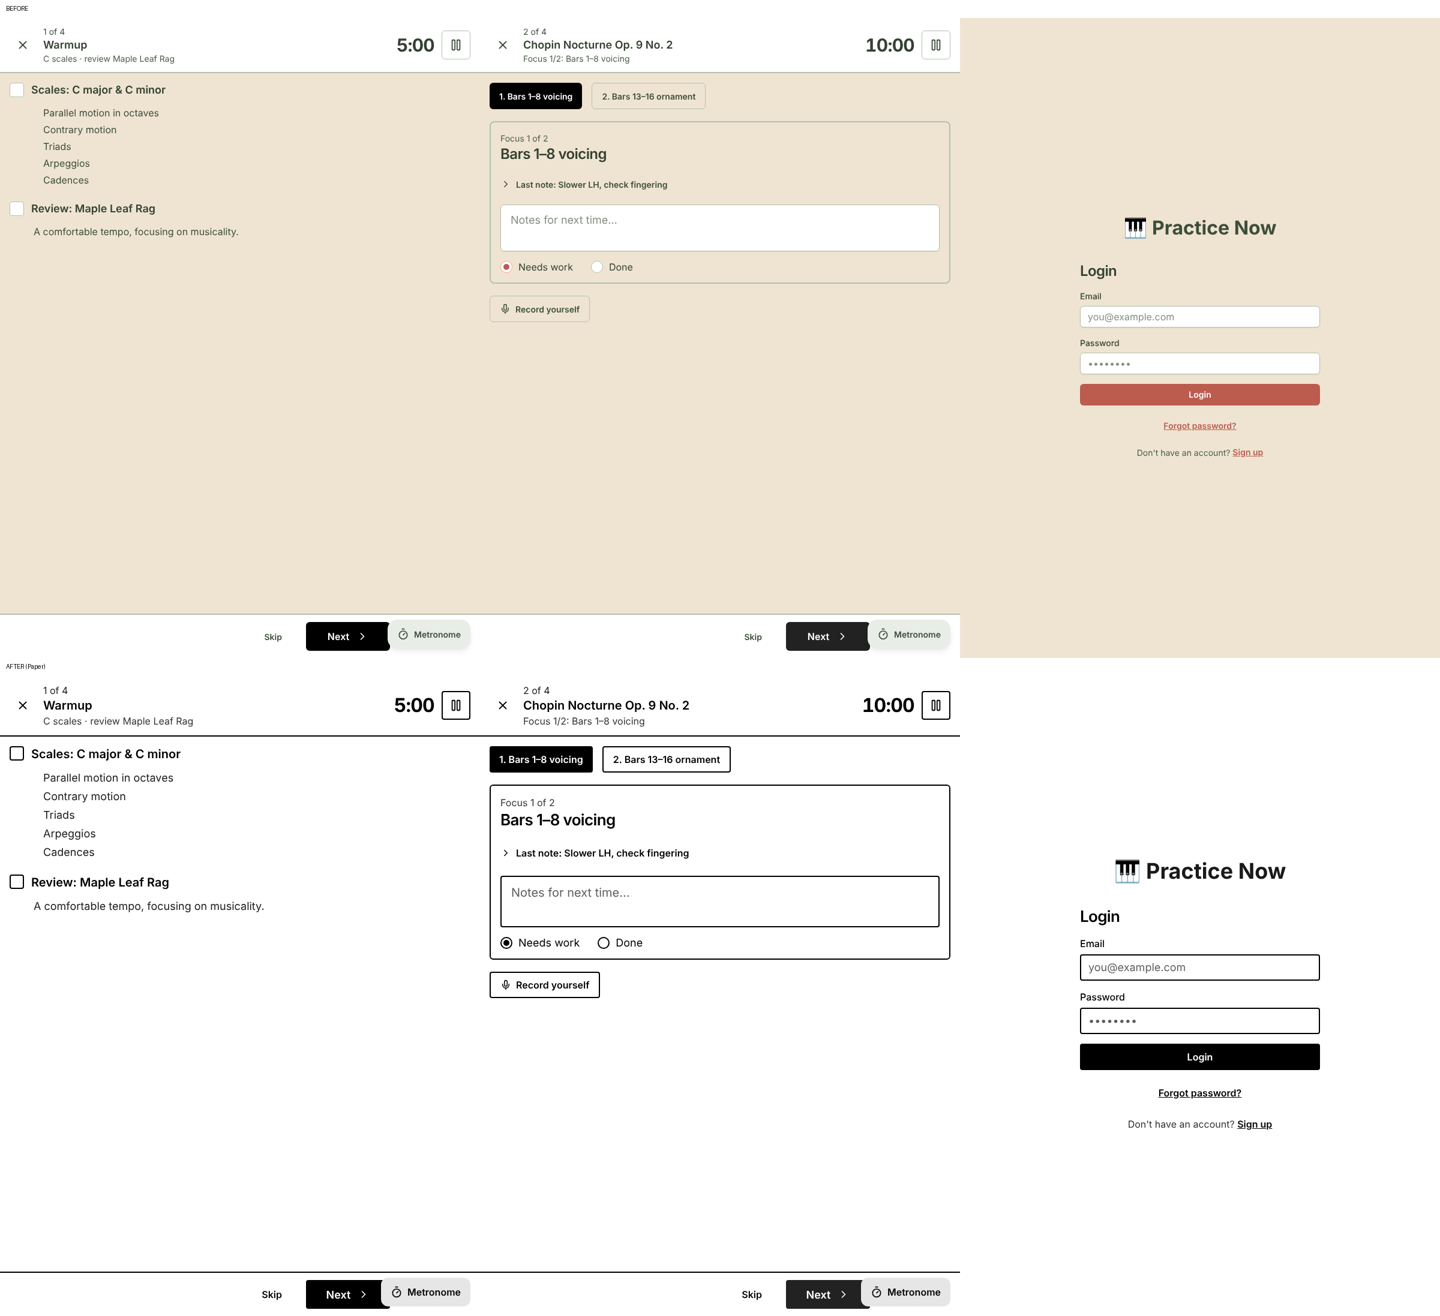 BEFORE
1 of 4
Warmup
C scales · review Maple Leaf Rag
5:00
Scales: C major & C minor
Parallel motion in octaves
Contrary motion
Triads
Arpeggios
Cadences
Review: Maple Leaf Rag
A comfortable tempo, focusing on musicality.
Skip
Next
Metronome
2 of 4
Chopin Nocturne Op. 9 No. 2
Focus 1/2: Bars 1–8 voicing
10:00
1. Bars 1–8 voicing
2. Bars 13–16 ornament
Focus 1 of 2
Bars 1–8 voicing
Last note: Slower LH, check fingering
Notes for next time...
Needs work
Done
Record yourself
Skip
Next
Metronome
Practice Now
Login
Email
you@example.com
Password
••••••••
Login
Forgot password?
Don't have an account? Sign up
AFTER (Paper)
1 of 4
Warmup
C scales · review Maple Leaf Rag
5:00
Scales: C major & C minor
Parallel motion in octaves
Contrary motion
Triads
Arpeggios
Cadences
Review: Maple Leaf Rag
A comfortable tempo, focusing on musicality.
Skip
Next
Metronome
2 of 4
Chopin Nocturne Op. 9 No. 2
Focus 1/2: Bars 1–8 voicing
10:00
1. Bars 1–8 voicing
2. Bars 13–16 ornament
Focus 1 of 2
Bars 1–8 voicing
Last note: Slower LH, check fingering
Notes for next time...
Needs work
Done
Record yourself
Skip
Next
Metronome
Practice Now
Login
Email
you@example.com
Password
••••••••
Login
Forgot password?
Don't have an account? Sign up